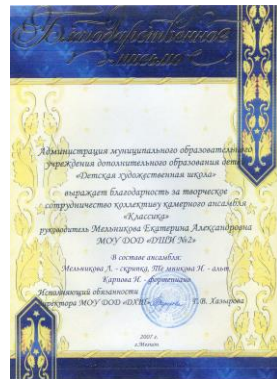 Благодарственное
письмо
Администрация муниципального образовательного
учреждения дополнительного образования дете
«Детская художественная школа»
выражает благодарность за творческое
сотрудничество коллективу камерного ансамбля
«Классика»
руководитель Мельникова Екатерина Александровна
МОУ ДОД «ДШИ №2»
В составе ансамбля:
Мельникова Л. - скрипка, И. - альт
Карпова И. - фортепиано
Исполняющий обязанности
директора МОУ ДОД «ДХШ» Т.В.
2007 г.